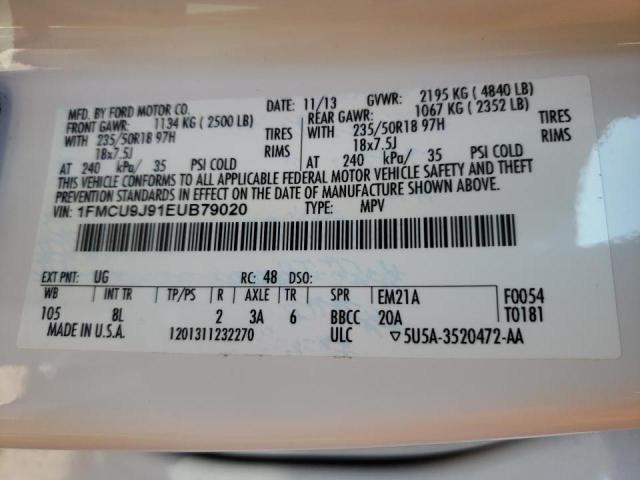 MFD. BY FORD MOTOR CO.
DATE: 11/13 GVWR: 2195 KG ( 4840 LB)
FRONT GAWR: 1134 KG ( 2500 LB)
REAR GAWR: 1067 KG ( 2352 LB)
WITH 235/50R18 97H TIRES
WITH 235/50R18 97H TIRES
18x7.5J RIMS
18x7.5J RIMS
AT 240 kPa/ 35 PSI COLD
AT 240 kPa/ 35 PSI COLD
THIS VEHICLE CONFORMS TO ALL APPLICABLE FEDERAL MOTOR VEHICLE SAFETY AND THEFT
PREVENTION STANDARDS IN EFFECT ON THE DATE OF MANUFACTURE SHOWN ABOVE.
VIN: 1FMCU9J91EUB79020 TYPE: MPV
EXT PNT: UG RC: 48 DSO:
WB INT TR TP/PS R AXLE TR SPR EM21A F0054
105 8L 2 3A 6 BBCC 20A T0181
MADE IN U.S.A. 1201311232270 ULC ▽5U5A-3520472-AA